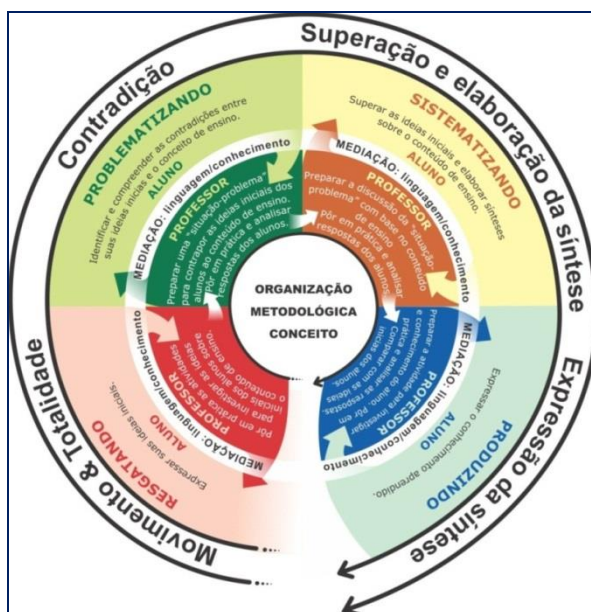 Contradição
Superação e elaboração da síntese
Expressão da síntese
Movimento & Totalidade
PROBLEMATIZANDO
Identificar e compreender as contradições entre
suas ideias inicias e o conceito de ensino.
ALUNO
MEDIAÇÃO: linguagem/conhecimento
PROFESSOR
Preparar uma "situação-problema"
para contrapor as ideias iniciais dos
alunos ao conteúdo de ensino.
Pôr em prática e analisar
respostas dos alunos.
SISTEMATIZANDO
Superar as ideias iniciais e elaborar sínteses
sobre o conteúdo de ensino.
ALUNO
MEDIAÇÃO: linguagem/conhecimento
PROFESSOR
Preparar a discussão da "situação-
problema" com base no conteúdo
de ensino
Pôr em prática e analisar
respostas dos alunos
PRODUZINDO
Expressar o conhecimento aprendido.
ALUNO
MEDIAÇÃO: linguagem/conhecimento
PROFESSOR
Preparar a atividade para investigar
o conhecimento do aluno. Pôr em
prática e analisar as respostas.
Comparar com as ideias
inicias dos alunos.
RESGATANDO
Expressar suas ideias iniciais.
ALUNO
MEDIAÇÃO: linguagem/conhecimento
PROFESSOR
Pôr em prática as atividades
para investigar as ideias
iniciais dos alunos sobre
o conteúdo de ensino.
ORGANIZAÇÃO
METODOLÓGICA
CONCEITO